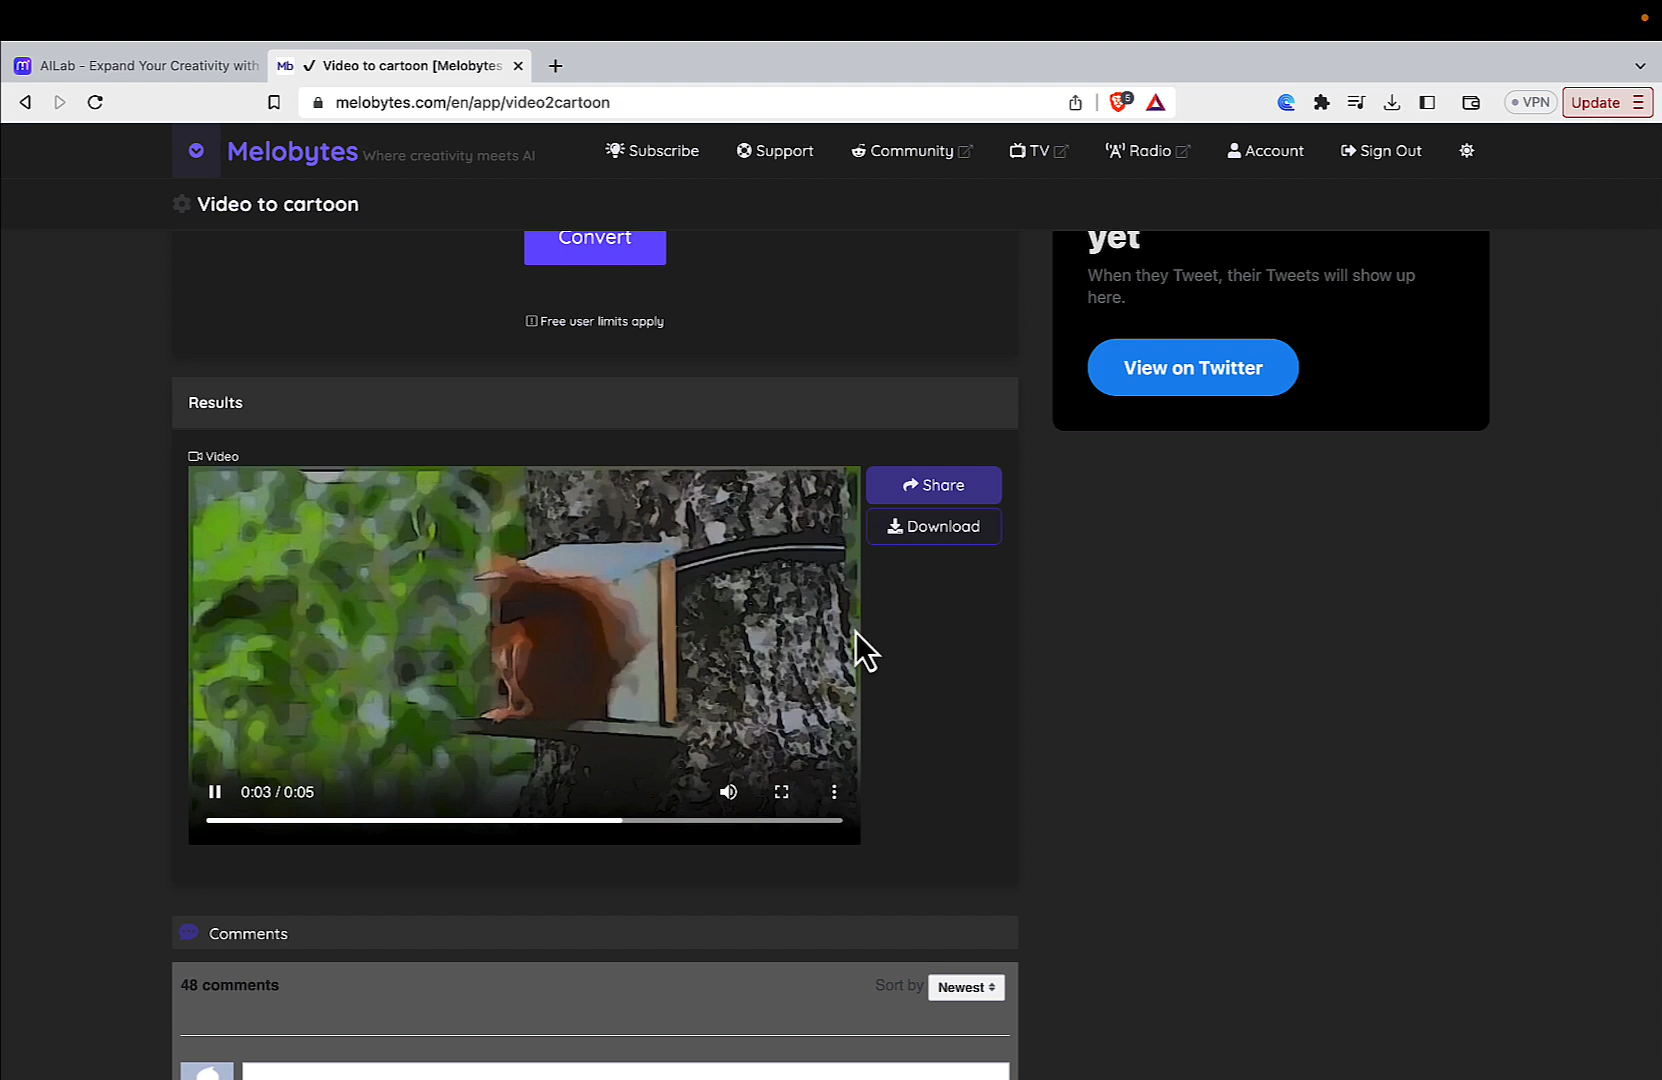 AILab - Expand Your Creativity with
Mb ✓ Video to cartoon [Melobytes
melobytes.com/en/app/video2cartoon
5
VPN
Update
Melobytes Where creativity meets AI
Subscribe
Support
Community
TV
Radio
Account
Sign Out
Video to cartoon
Convert
Free user limits apply
yet
When they Tweet, their Tweets will show up
here.
View on Twitter
Results
Video
Share
Download
0:03 / 0:05
Comments
48 comments
Sort by
Newest